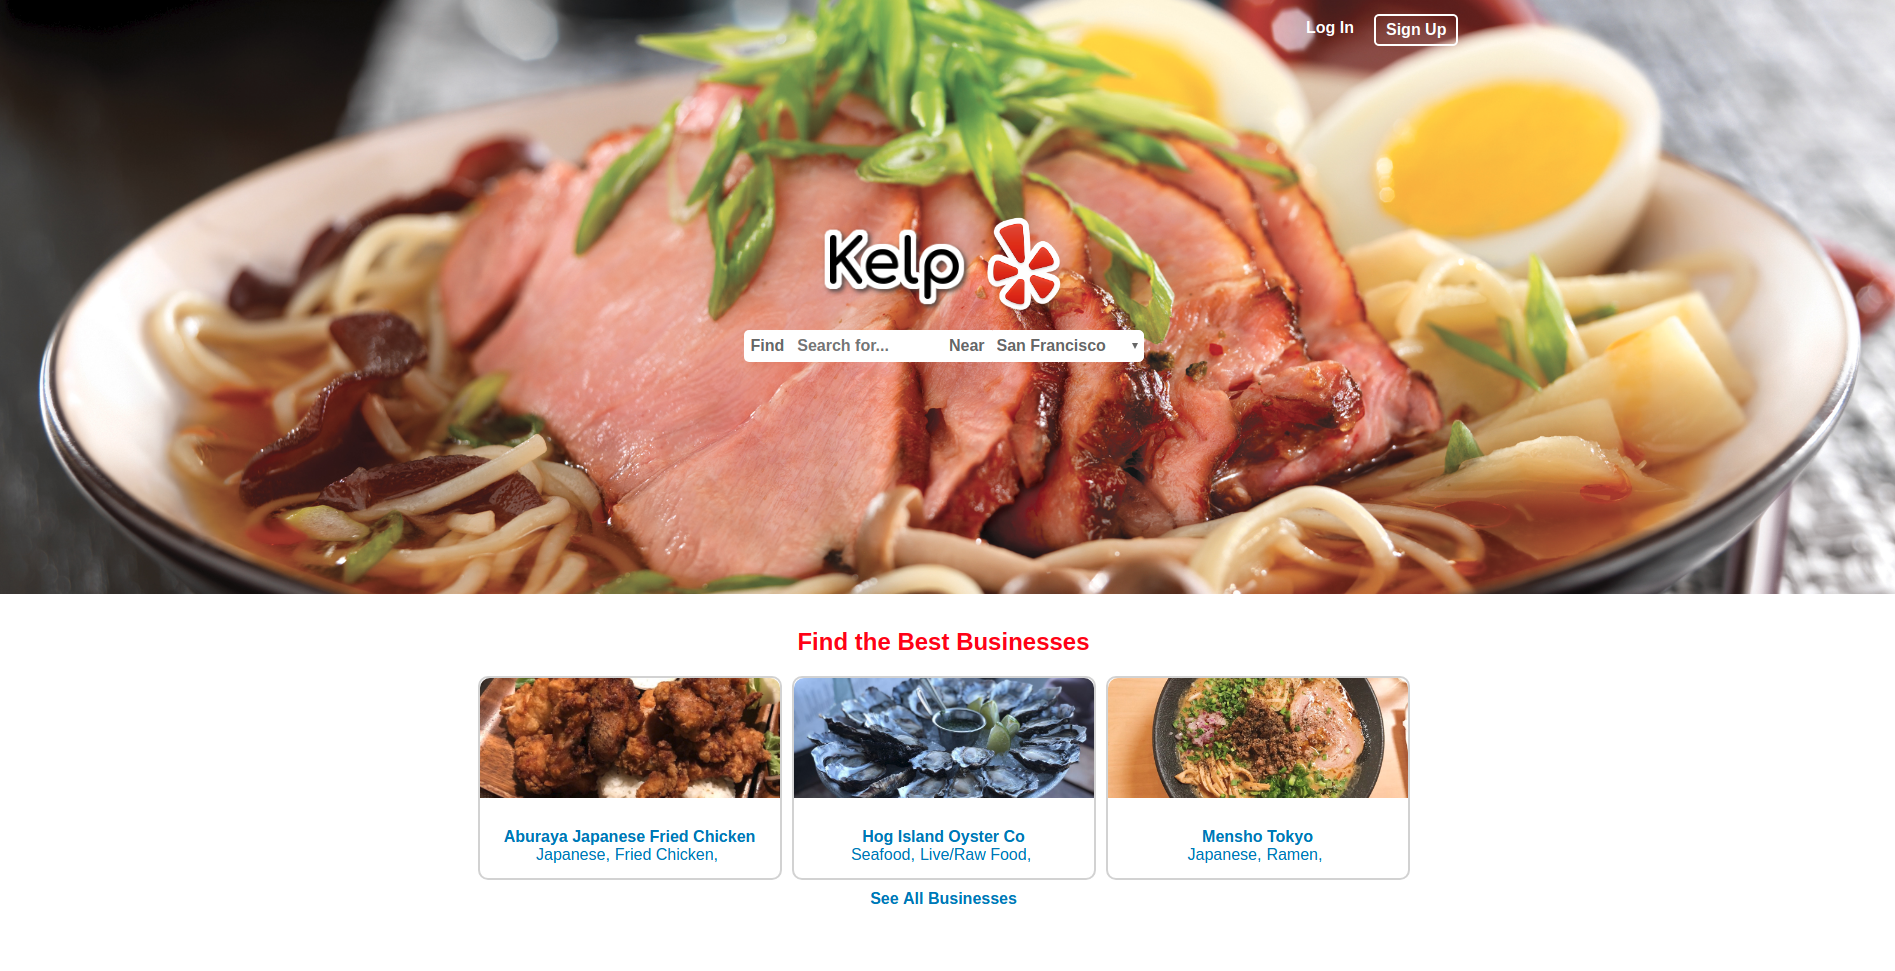 Log In Sign Up
Kelp
Find Search for... Near San Francisco
Find the Best Businesses
Aburaya Japanese Fried Chicken
Japanese, Fried Chicken,
Hog Island Oyster Co
Seafood, Live/Raw Food,
Mensho Tokyo
Japanese, Ramen,
See All Businesses